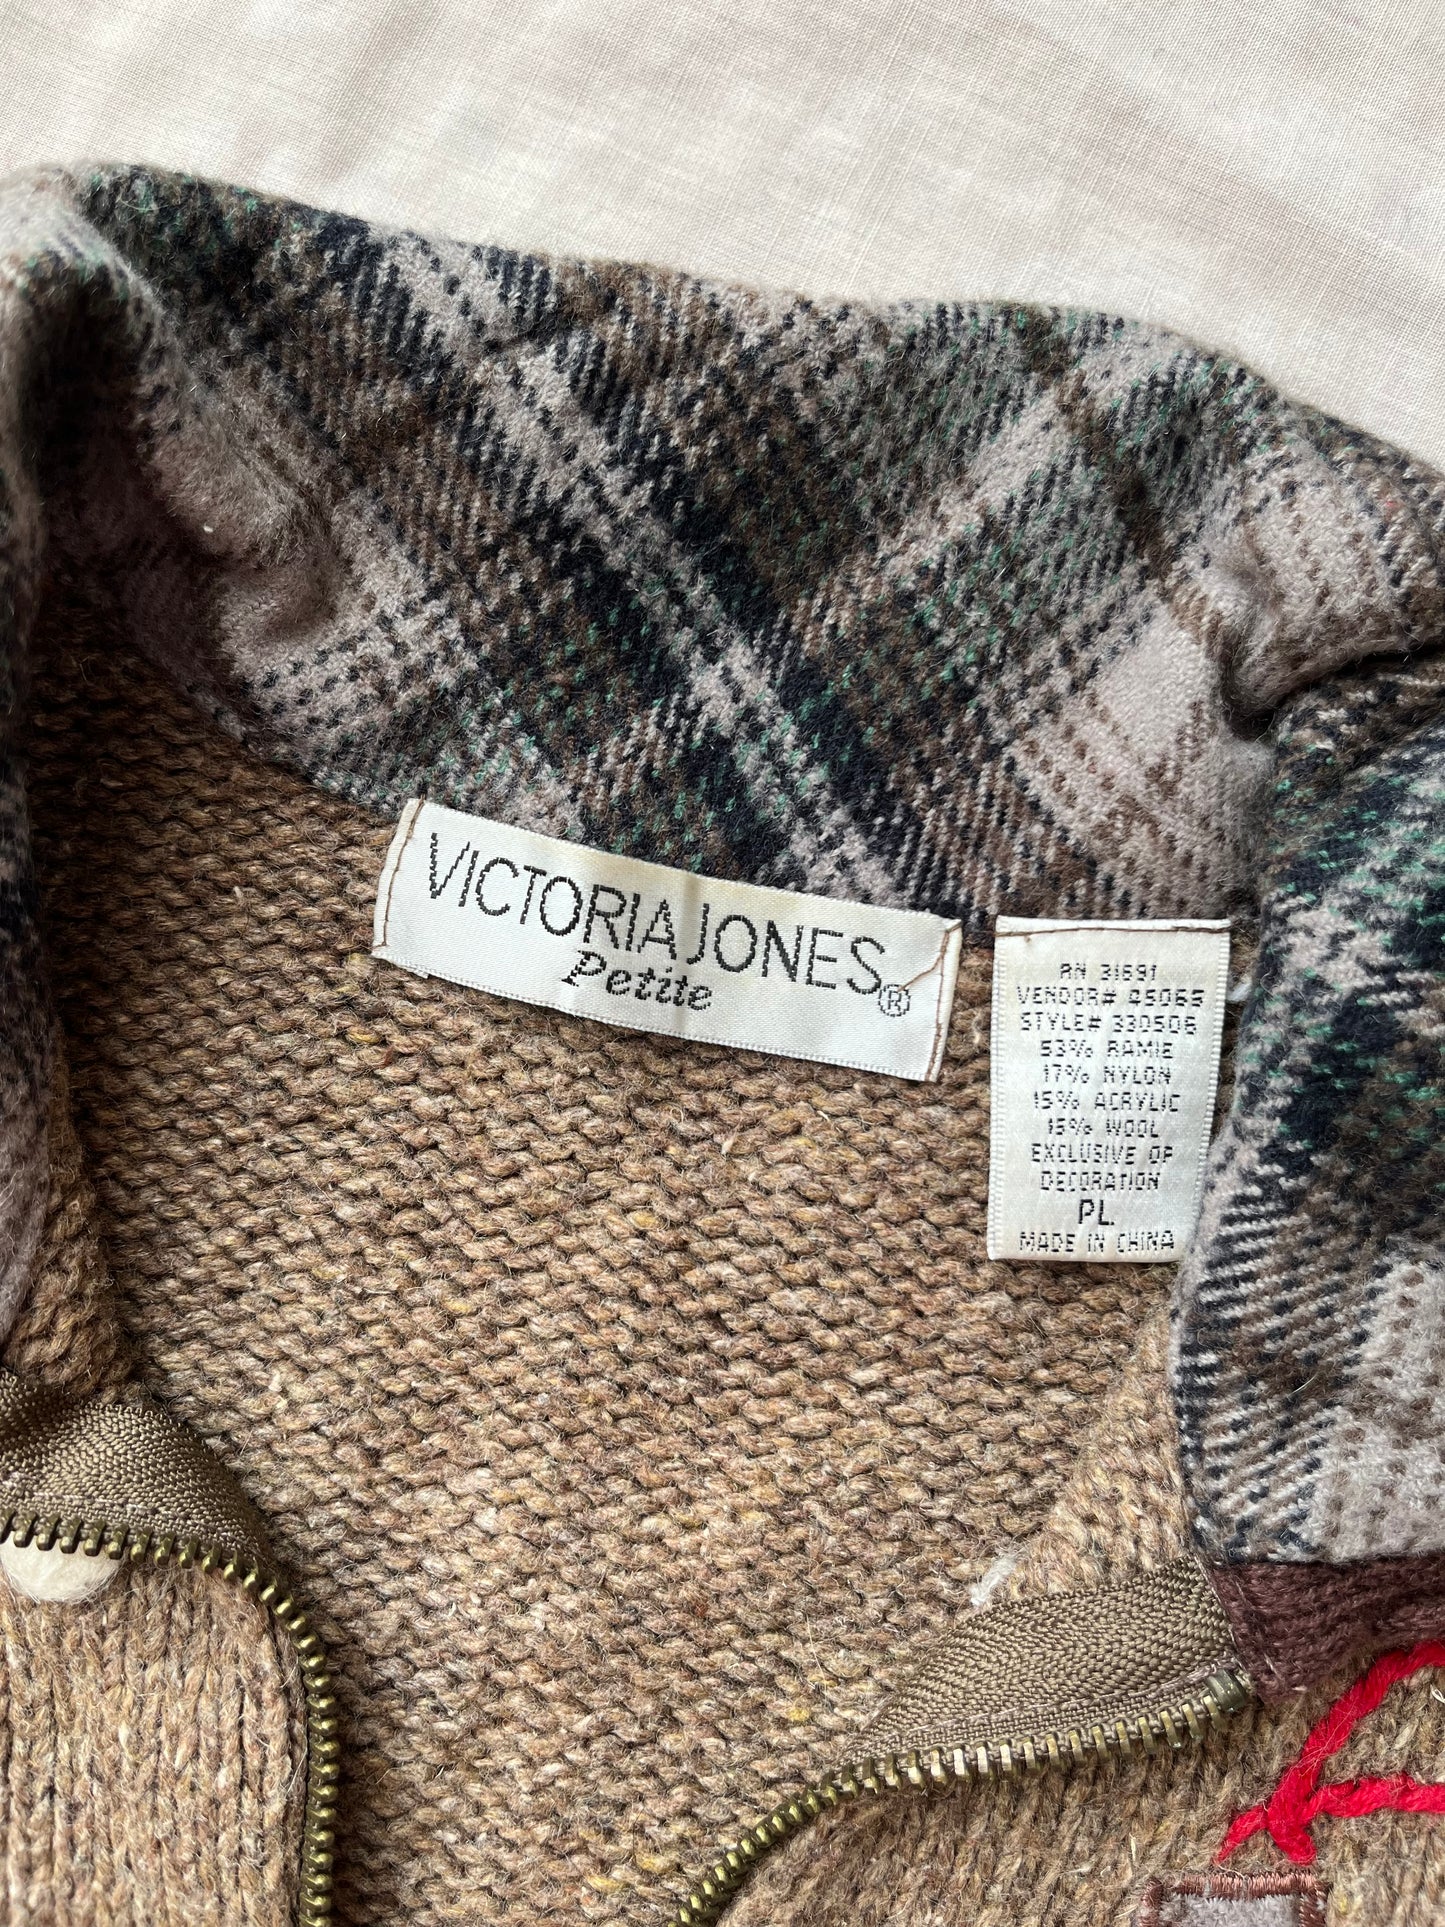 VICTORIA JONES®
Petite
RN 31691
VENDOR# 45065
STYLE# 330506
53% RAMIE
17% NYLON
15% ACRYLIC
15% WOOL
EXCLUSIVE OF
DECORATION
PL.
MADE IN CHINA